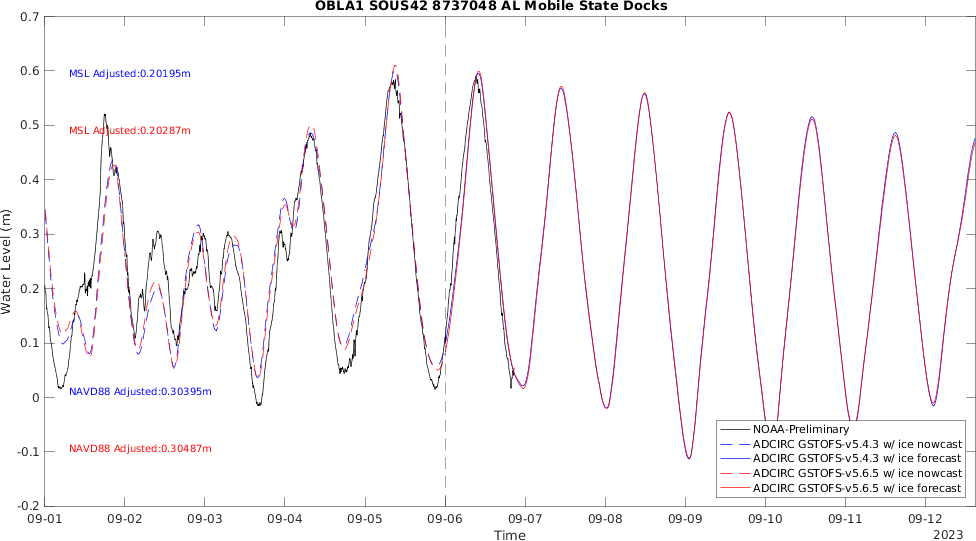 OBLA1 SOUS42 8737048 AL Mobile State Docks
0.7
0.6
0.5
0.4
0.3
0.2
0.1
0
-0.1
-0.2
Water Level (m)
MSL Adjusted:0.20195m
MSL Adjusted:0.20287m
NAVD88 Adjusted:0.30395m
NAVD88 Adjusted:0.30487m
NOAA-Preliminary
ADCIRC GSTOFS-v5.4.3 w/ ice nowcast
ADCIRC GSTOFS-v5.4.3 w/ ice forecast
ADCIRC GSTOFS-v5.6.5 w/ ice nowcast
ADCIRC GSTOFS-v5.6.5 w/ ice forecast
09-01 09-02 09-03 09-04 09-05 09-06 09-07 09-08 09-09 09-10 09-11 09-12
Time
2023